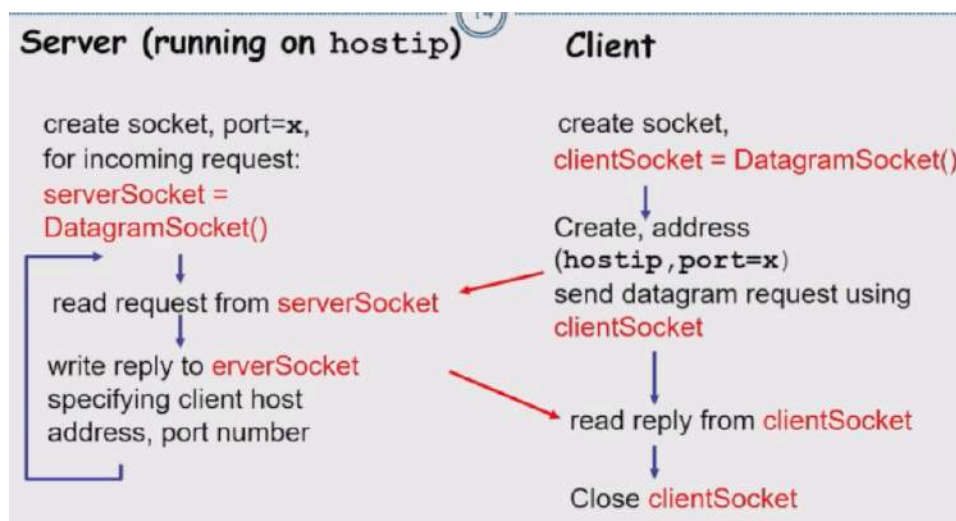 14
Server (running on hostip)
create socket, port=x,
for incoming request:
serverSocket =
DatagramSocket()
read request from serverSocket
write reply to erverSocket
specifying client host
address, port number
Client
create socket,
clientSocket = DatagramSocket()
Create, address
(hostip,port=x)
send datagram request using
clientSocket
read reply from clientSocket
Close clientSocket